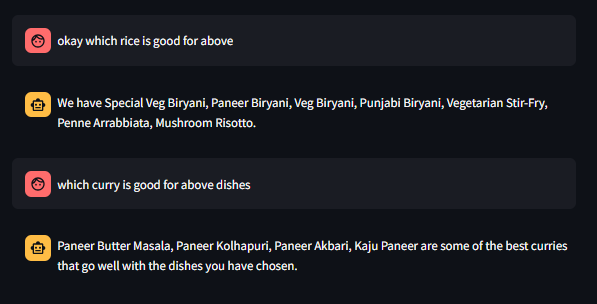 okay which rice is good for above
We have Special Veg Biryani, Paneer Biryani, Veg Biryani, Punjabi Biryani, Vegetarian Stir-Fry,
Penne Arrabbiata, Mushroom Risotto.
which curry is good for above dishes
Paneer Butter Masala, Paneer Kolhapuri, Paneer Akbari, Kaju Paneer are some of the best curries
that go well with the dishes you have chosen.